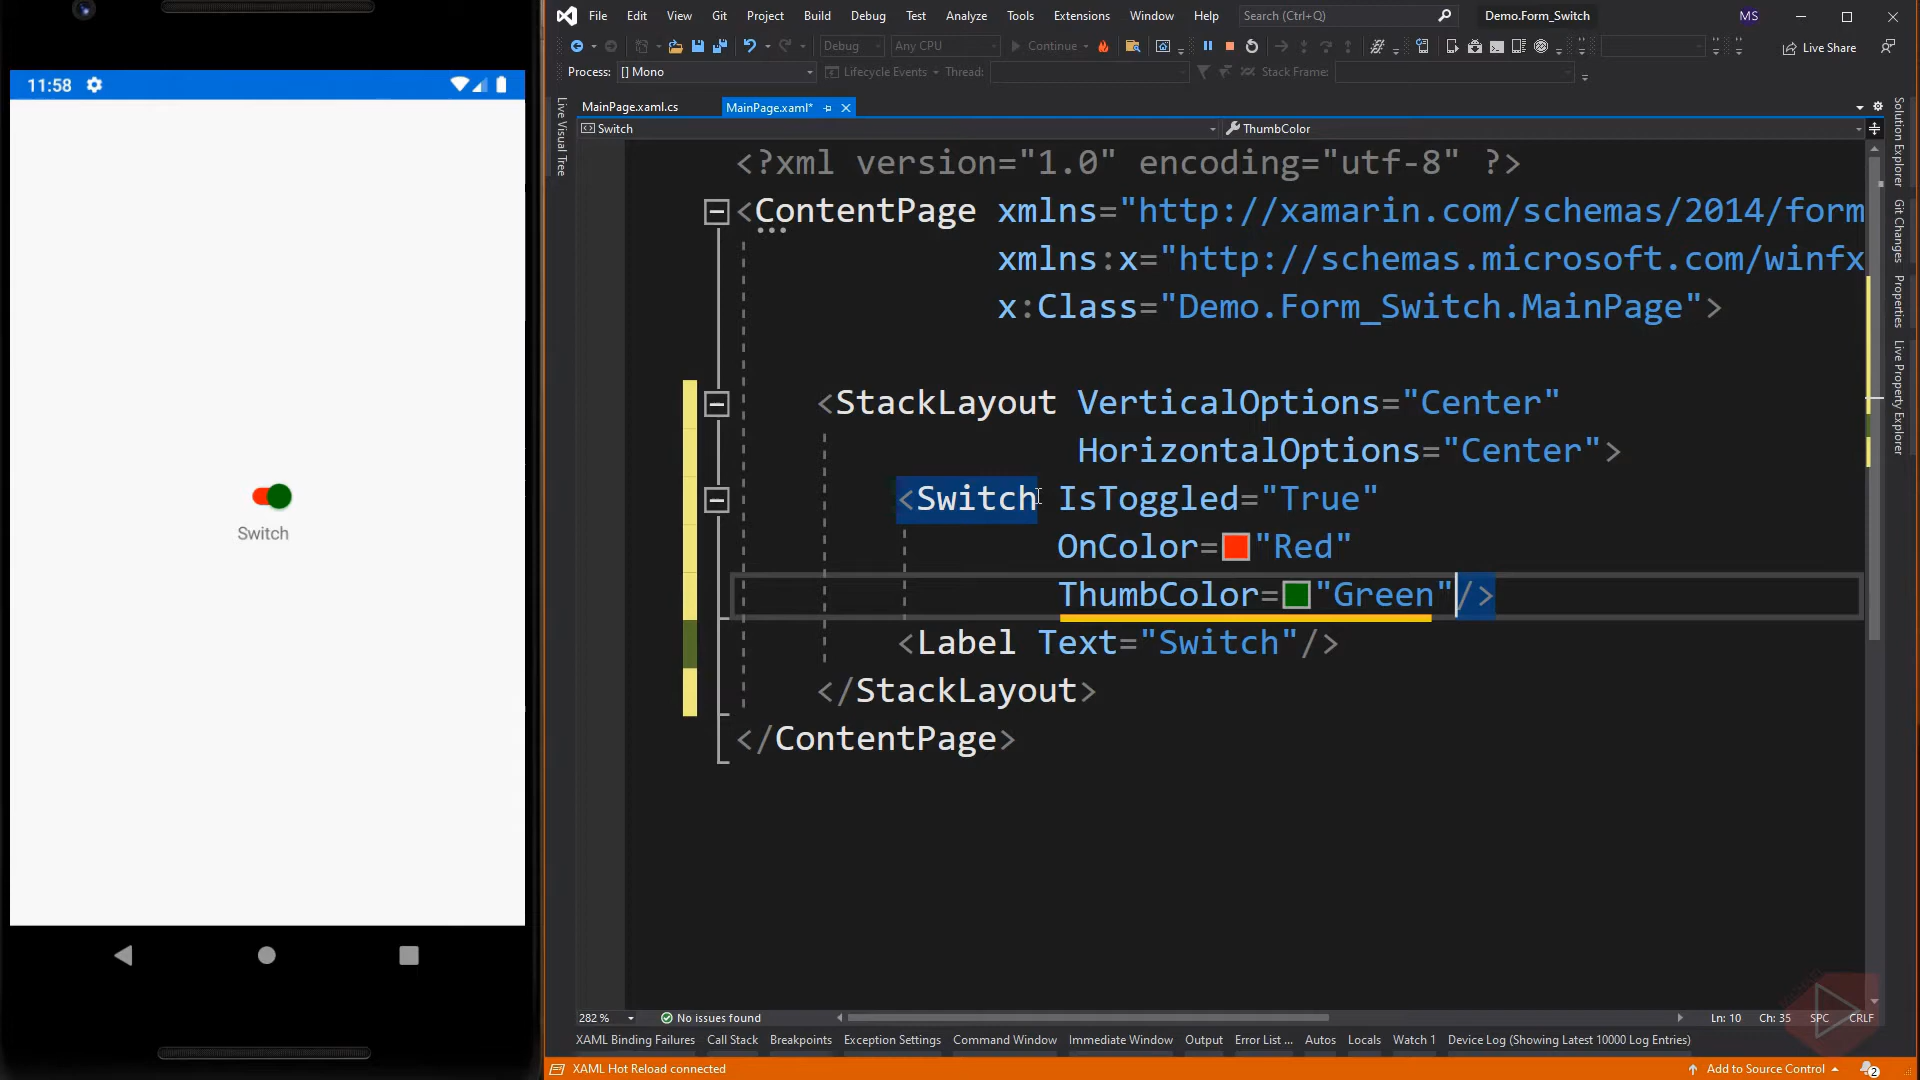 11:58
Switch
File Edit View Git Project Build Debug Test Analyze Tools Extensions Window Help Search (Ctrl+Q) Demo.Form_Switch MS
Debug Any CPU Continue Live Share
Process: [] Mono Lifecycle Events Thread: Stack Frame:
MainPage.xaml.cs MainPage.xaml*
Switch ThumbColor
Live Visual Tree
<?xml version="1.0" encoding="utf-8" ?>
<ContentPage xmlns="http://xamarin.com/schemas/2014/form
xmlns:x="http://schemas.microsoft.com/winfx
x:Class="Demo.Form_Switch.MainPage">
<StackLayout VerticalOptions="Center"
HorizontalOptions="Center">
<Switch IsToggled="True"
OnColor="Red"
ThumbColor="Green"/>
<Label Text="Switch"/>
</StackLayout>
</ContentPage>
Solution Explorer
Git Changes
Properties
Live Property Explorer
282 % No issues found Ln: 10 Ch: 35 SPC CRLF
XAML Binding Failures Call Stack Breakpoints Exception Settings Command Window Immediate Window Output Error List ... Autos Locals Watch 1 Device Log (Showing Latest 10000 Log Entries)
XAML Hot Reload connected Add to Source Control 2